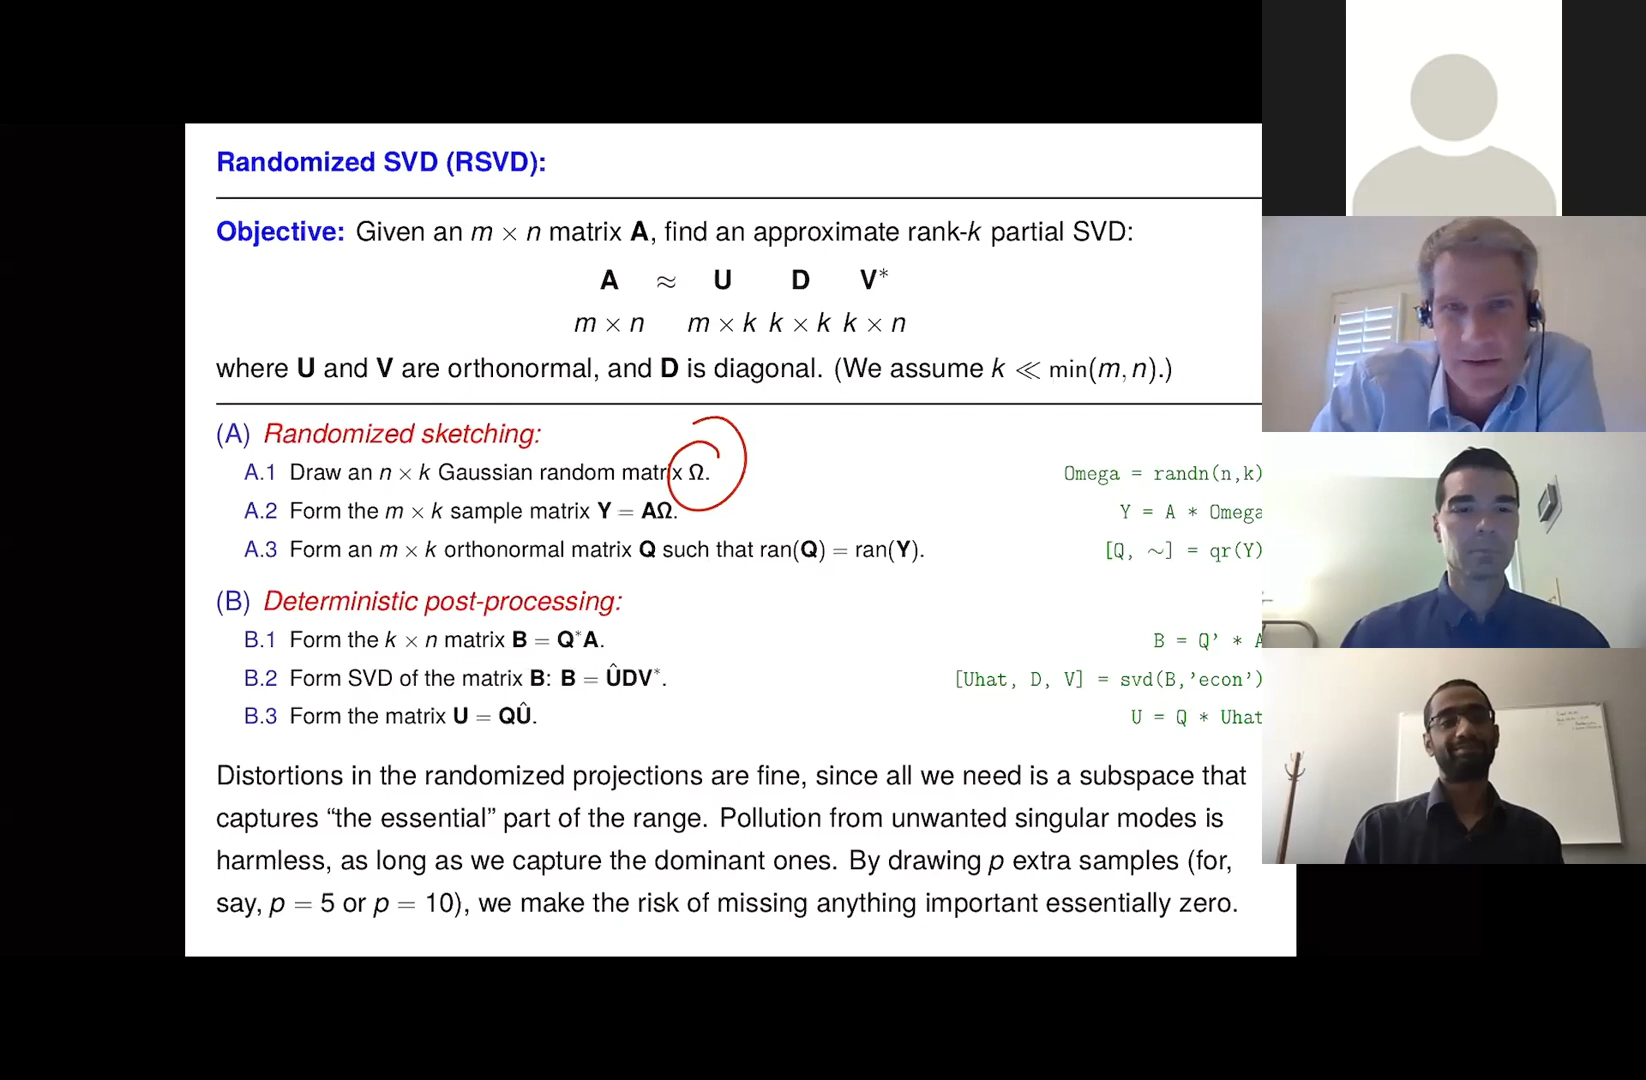 Randomized SVD (RSVD):
Objective: Given an m × n matrix A, find an approximate rank-k partial SVD:
A ≈ U D V*
m × n m × k k × k k × n
where U and V are orthonormal, and D is diagonal. (We assume k ≪ min(m, n).)
(A) Randomized sketching:
A.1 Draw an n × k Gaussian random matrix Ω. Omega = randn(n,k)
A.2 Form the m × k sample matrix Y = AΩ. Y = A * Omega
A.3 Form an m × k orthonormal matrix Q such that ran(Q) = ran(Y). [Q, ~] = qr(Y)
(B) Deterministic post-processing:
B.1 Form the k × n matrix B = Q*A. B = Q' * A
B.2 Form SVD of the matrix B: B = ÛDV*. [Uhat, D, V] = svd(B,'econ')
B.3 Form the matrix U = QÛ. U = Q * Uhat
Distortions in the randomized projections are fine, since all we need is a subspace that
captures “the essential” part of the range. Pollution from unwanted singular modes is
harmless, as long as we capture the dominant ones. By drawing p extra samples (for,
say, p = 5 or p = 10), we make the risk of missing anything important essentially zero.